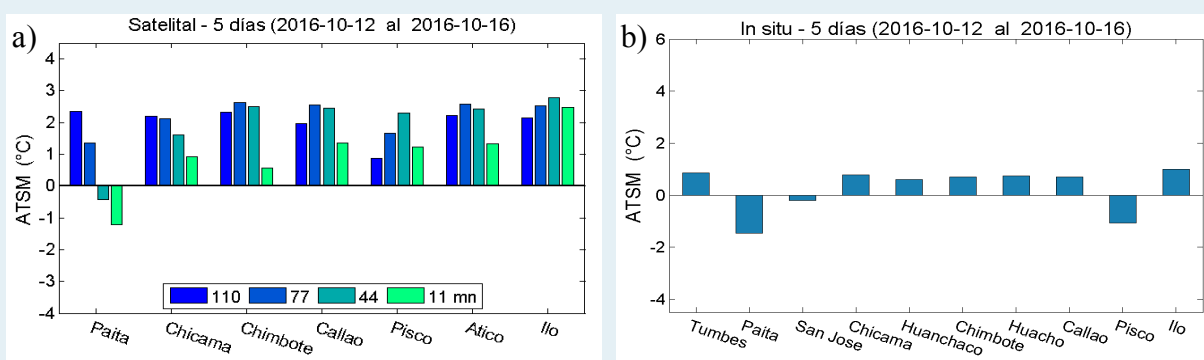 a)
Satelital - 5 días (2016-10-12 al 2016-10-16)
ATSM (°C)
4
3
2
1
0
-1
-2
-3
-4
110 77 44 11 mn
Paita Chicama Chimbote Callao Pisco Atico Ilo
b)
In situ - 5 días (2016-10-12 al 2016-10-16)
ATSM (°C)
6
4
2
0
-2
-4
Tumbes Paita San Jose Chicama Huanchaco Chimbote Huacho Callao Pisco Ilo